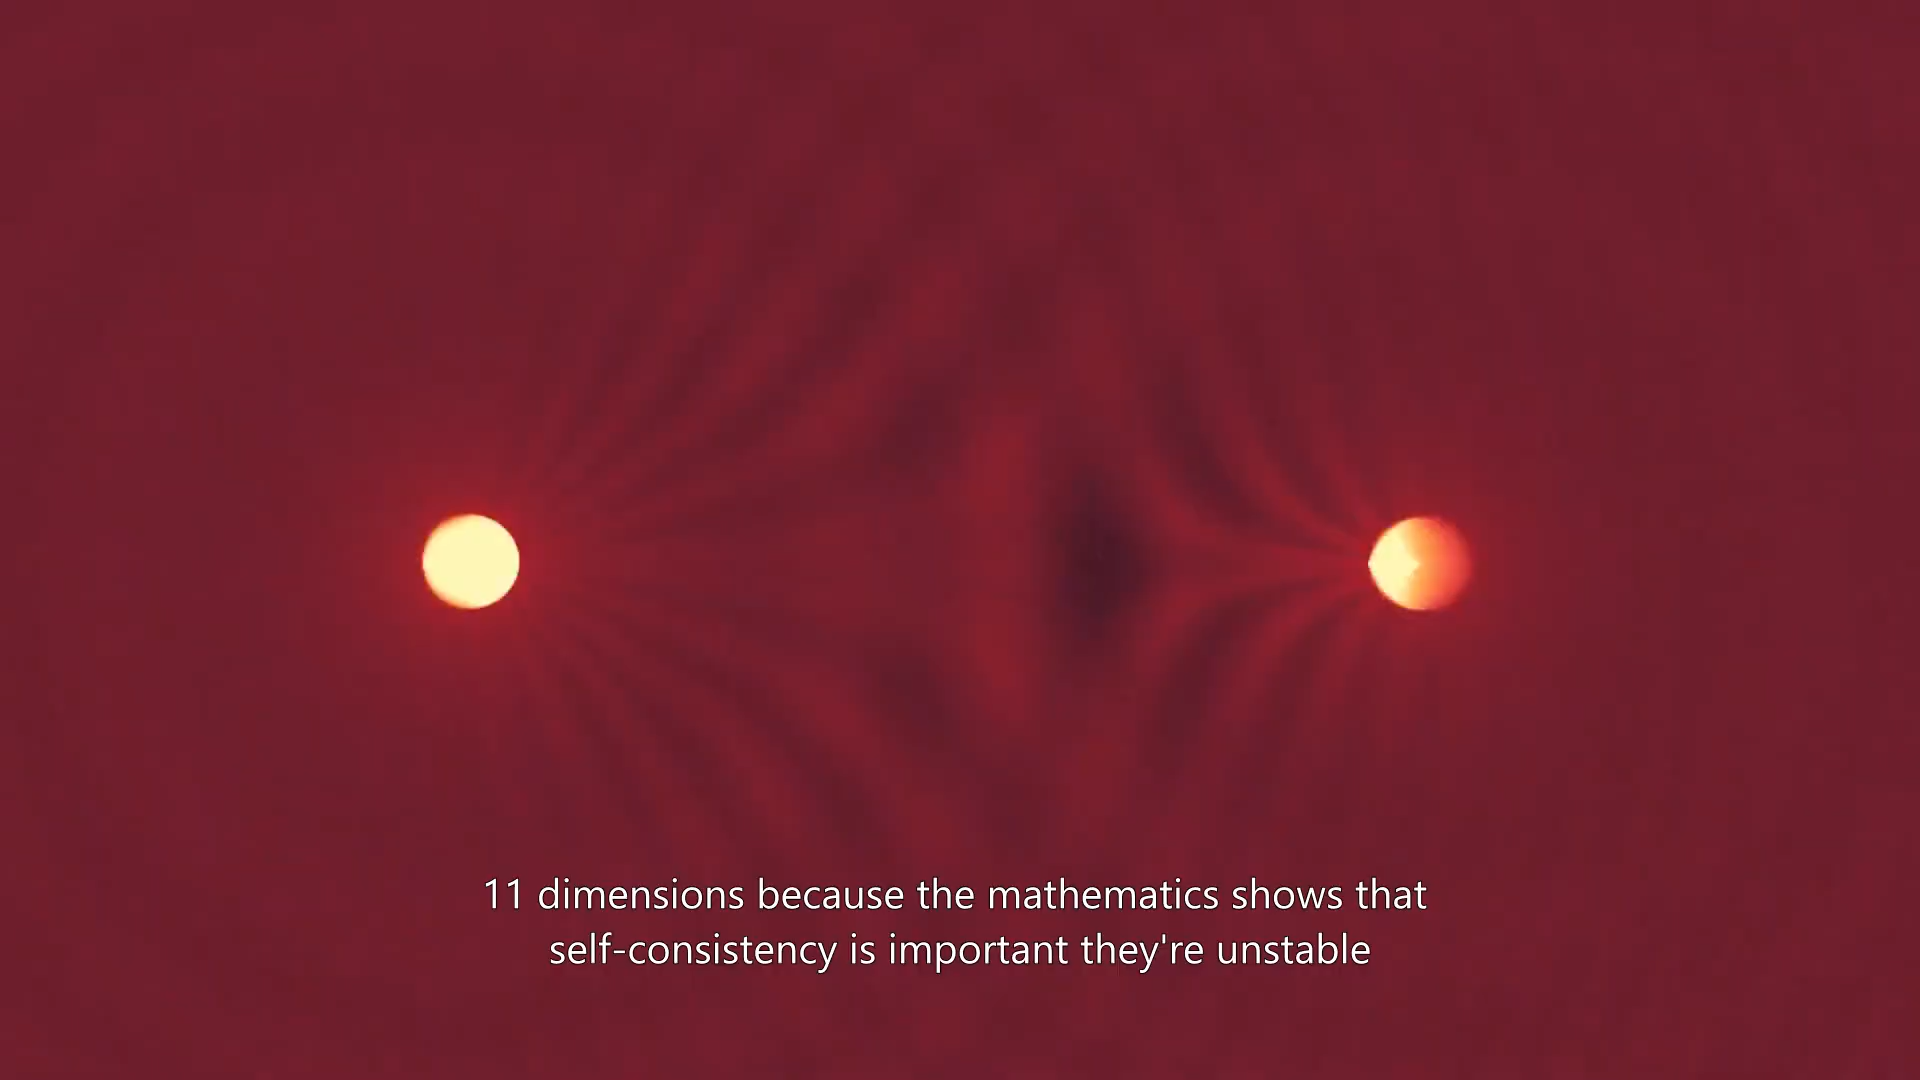 11 dimensions because the mathematics shows that
self-consistency is important they're unstable